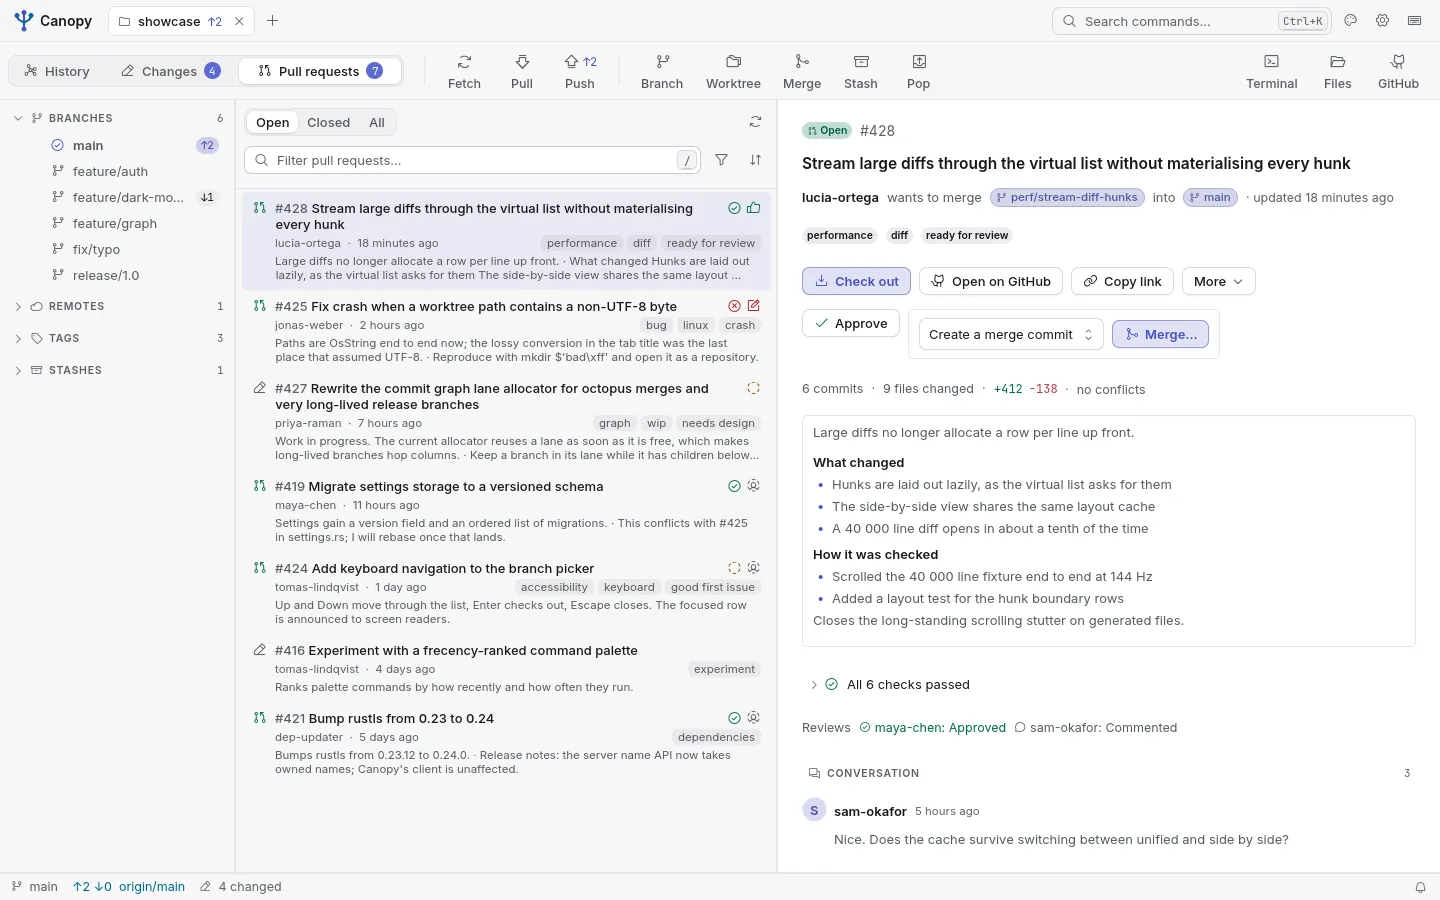 Canopy
showcase ↑2
Search commands... Ctrl+K
History
Changes 4
Pull requests 7
Fetch
Pull
↑2
Push
Branch
Worktree
Merge
Stash
Pop
Terminal
Files
GitHub
BRANCHES 6
main ↑2
feature/auth
feature/dark-mo... ↓1
feature/graph
fix/typo
release/1.0
REMOTES 1
TAGS 3
STASHES 1
Open Closed All
Filter pull requests... /
#428 Stream large diffs through the virtual list without materialising
every hunk
lucia-ortega · 18 minutes ago performance diff ready for review
Large diffs no longer allocate a row per line up front. · What changed Hunks are laid out
lazily, as the virtual list asks for them The side-by-side view shares the same layout ...
#425 Fix crash when a worktree path contains a non-UTF-8 byte
jonas-weber · 2 hours ago bug linux crash
Paths are OsString end to end now; the lossy conversion in the tab title was the last
place that assumed UTF-8. · Reproduce with mkdir $'bad\xff' and open it as a repository.
#427 Rewrite the commit graph lane allocator for octopus merges and
very long-lived release branches
priya-raman · 7 hours ago graph wip needs design
Work in progress. The current allocator reuses a lane as soon as it is free, which makes
long-lived branches hop columns. · Keep a branch in its lane while it has children below...
#419 Migrate settings storage to a versioned schema
maya-chen · 11 hours ago
Settings gain a version field and an ordered list of migrations. · This conflicts with #425
in settings.rs; I will rebase once that lands.
#424 Add keyboard navigation to the branch picker
tomas-lindqvist · 1 day ago accessibility keyboard good first issue
Up and Down move through the list, Enter checks out, Escape closes. The focused row
is announced to screen readers.
#416 Experiment with a frecency-ranked command palette
tomas-lindqvist · 4 days ago experiment
Ranks palette commands by how recently and how often they run.
#421 Bump rustls from 0.23 to 0.24
dep-updater · 5 days ago dependencies
Bumps rustls from 0.23.12 to 0.24.0. · Release notes: the server name API now takes
owned names; Canopy's client is unaffected.
Open #428
Stream large diffs through the virtual list without materialising every hunk
lucia-ortega wants to merge perf/stream-diff-hunks into main · updated 18 minutes ago
performance diff ready for review
Check out Open on GitHub Copy link More
Approve Create a merge commit Merge...
6 commits · 9 files changed · +412 -138 · no conflicts
Large diffs no longer allocate a row per line up front.
What changed
• Hunks are laid out lazily, as the virtual list asks for them
• The side-by-side view shares the same layout cache
• A 40 000 line diff opens in about a tenth of the time
How it was checked
• Scrolled the 40 000 line fixture end to end at 144 Hz
• Added a layout test for the hunk boundary rows
Closes the long-standing scrolling stutter on generated files.
All 6 checks passed
Reviews maya-chen: Approved sam-okafor: Commented
CONVERSATION 3
S sam-okafor 5 hours ago
Nice. Does the cache survive switching between unified and side by side?
main ↑2 ↓0 origin/main 4 changed